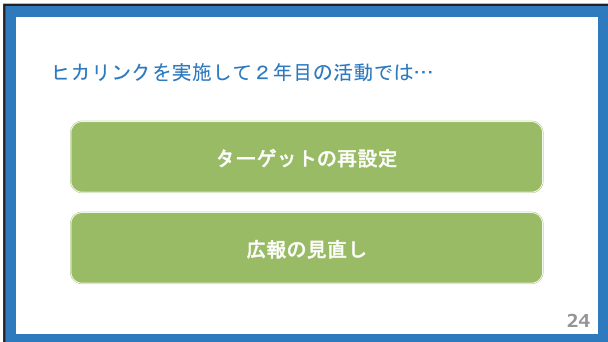 ヒカリンクを実施して２年目の活動では…
ターゲットの再設定
広報の見直し
24